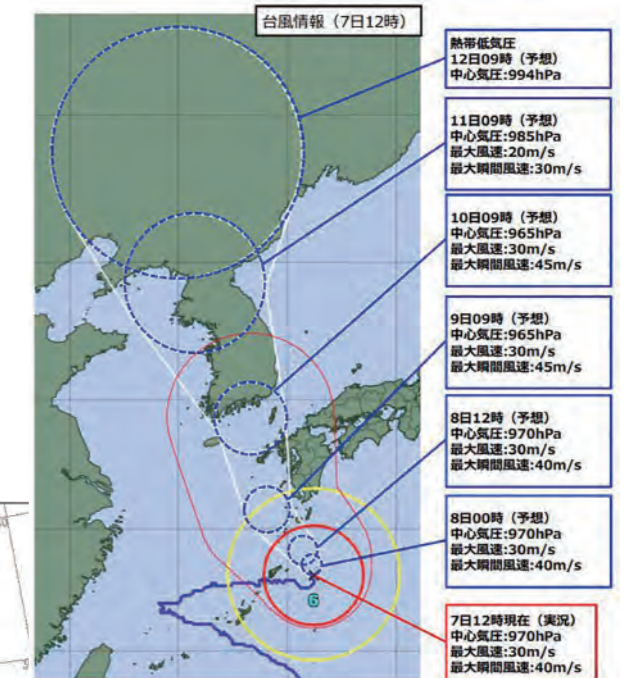 台風情報（7日12時）
熱帯低気圧
12日09時（予想）
中心気圧:994hPa
11日09時（予想）
中心気圧:985hPa
最大風速:20m/s
最大瞬間風速:30m/s
10日09時（予想）
中心気圧:965hPa
最大風速:30m/s
最大瞬間風速:45m/s
9日09時（予想）
中心気圧:965hPa
最大風速:30m/s
最大瞬間風速:45m/s
8日12時（予想）
中心気圧:970hPa
最大風速:30m/s
最大瞬間風速:40m/s
8日00時（予想）
中心気圧:970hPa
最大風速:30m/s
最大瞬間風速:40m/s
7日12時現在（実況）
中心気圧:970hPa
最大風速:30m/s
最大瞬間風速:40m/s
6